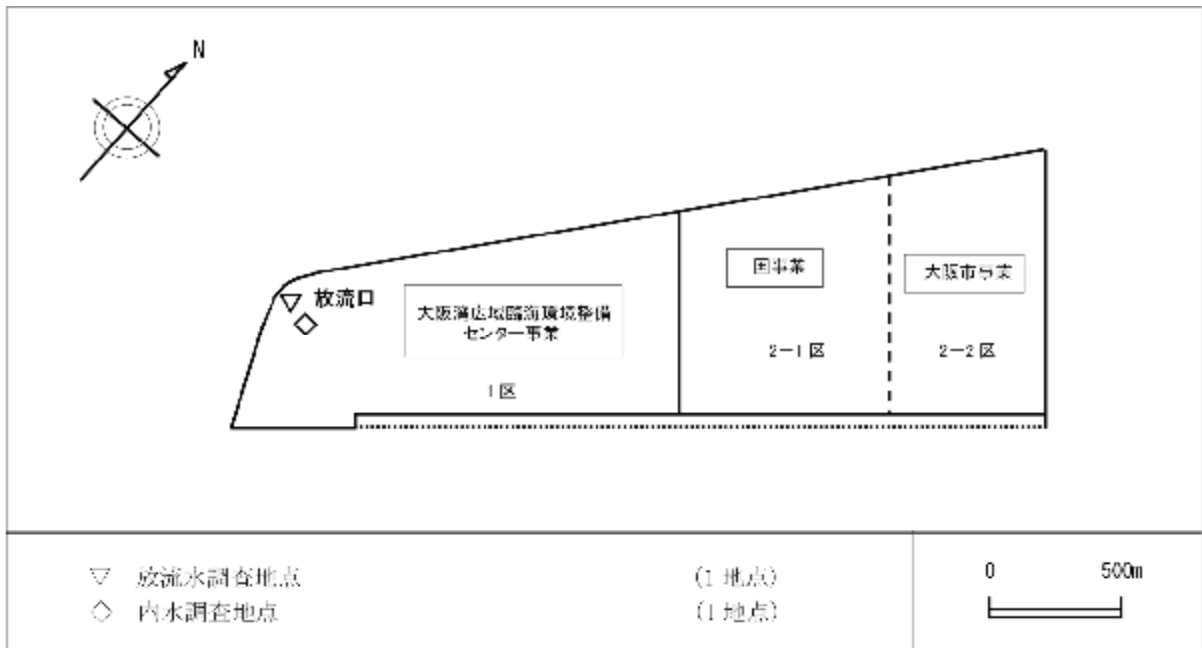 N
放流口
大阪湾広域臨海環境整備
センター事業
1区
国事業
2-1区
大阪市事業
2-2区
▽ 放流水調査地点 (1 地点)
◇ 内水調査地点 (1 地点)
0 500m